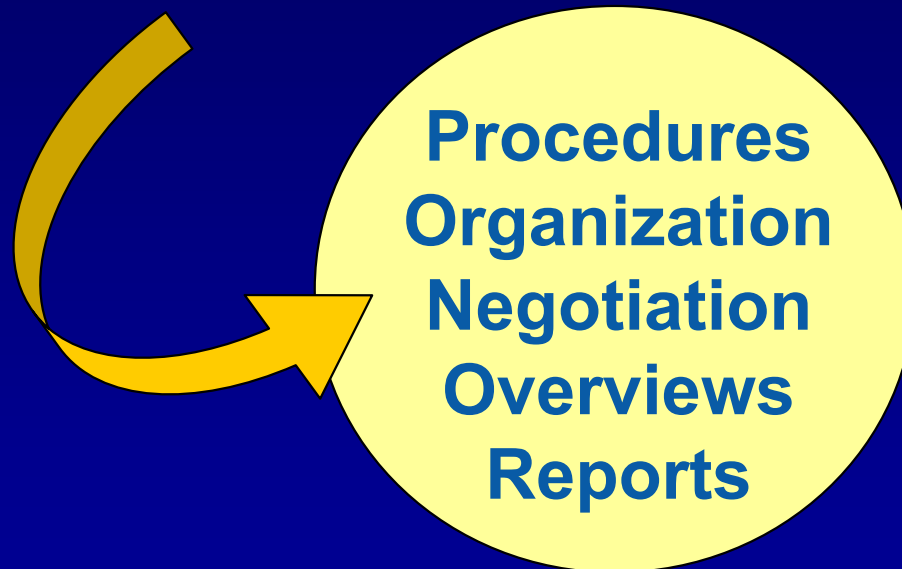 Procedures
Organization
Negotiation
Overviews
Reports